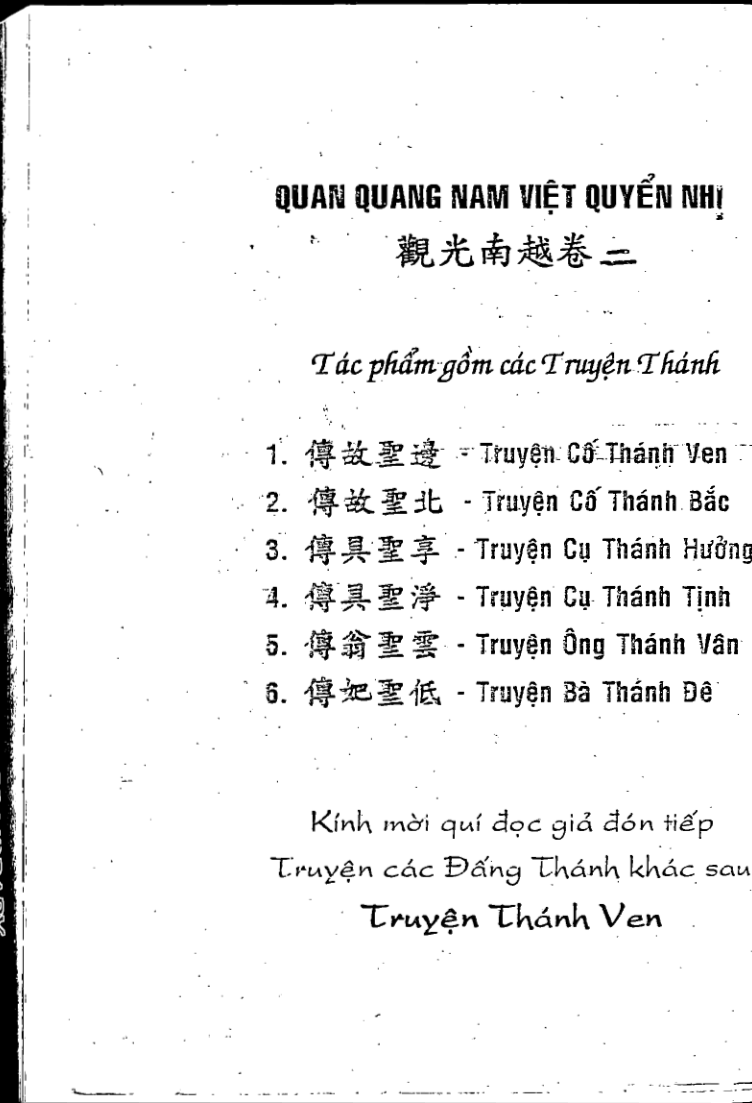 QUAN QUANG NAM VIỆT QUYỂN NHỊ
觀光南越卷二
Tác phẩm gồm các Truyện Thánh
1. 傳故聖邊 - Truyện Cố Thánh Ven
2. 傳故聖北 - Truyện Cố Thánh Bắc
3. 傳具聖享 - Truyện Cụ Thánh Hưởng
4. 傳具聖淨 - Truyện Cụ Thánh Tịnh
5. 傳翁聖雲 - Truyện Ông Thánh Vân
6. 傳妑聖低 - Truyện Bà Thánh Đê
Kính mời quí đọc giả đón tiếp
Truyện các Đấng Thánh khác sau
Truyện Thánh Ven